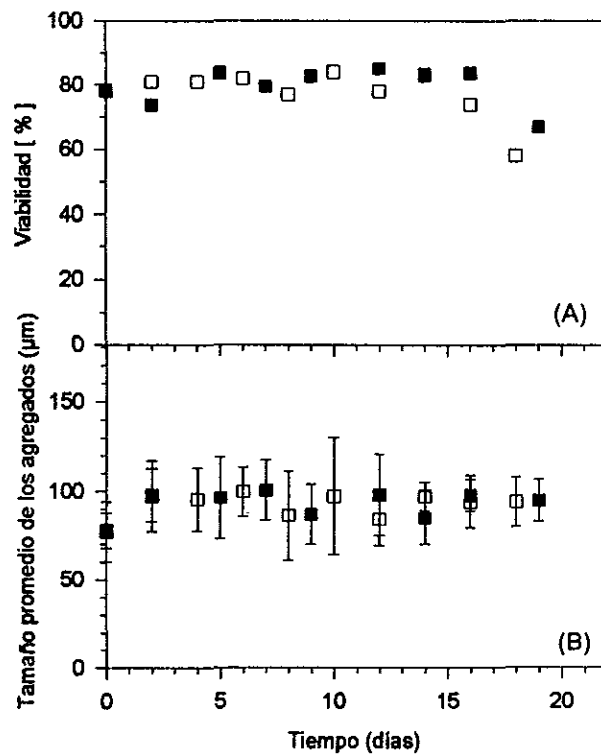 100
80
60
40
20
0
Viabilidad [ % ]
(A)
150
100
50
0
Tamaño promedio de los agregados (µm)
(B)
0 5 10 15 20
Tiempo (días)